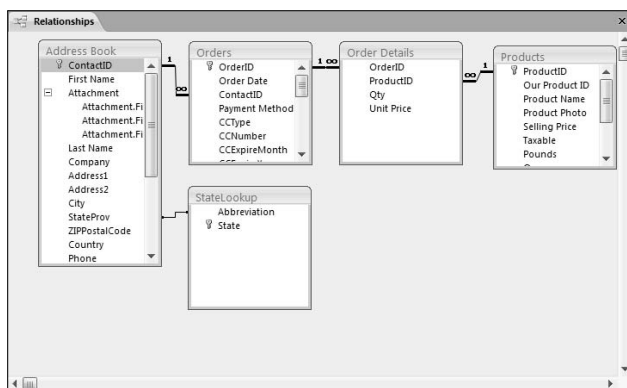 Relationships
Address Book
ContactID
First Name
Attachment
Attachment.Fi
Attachment.Fi
Attachment.Fi
Last Name
Company
Address1
Address2
City
StateProv
ZIPPostalCode
Country
Phone
1
∞
Orders
OrderID
Order Date
ContactID
Payment Method
CCType
CCNumber
CCExpireMonth
1 ∞
Order Details
OrderID
ProductID
Qty
Unit Price
1
∞
Products
ProductID
Our Product ID
Product Name
Product Photo
Selling Price
Taxable
Pounds
StateLookup
Abbreviation
State